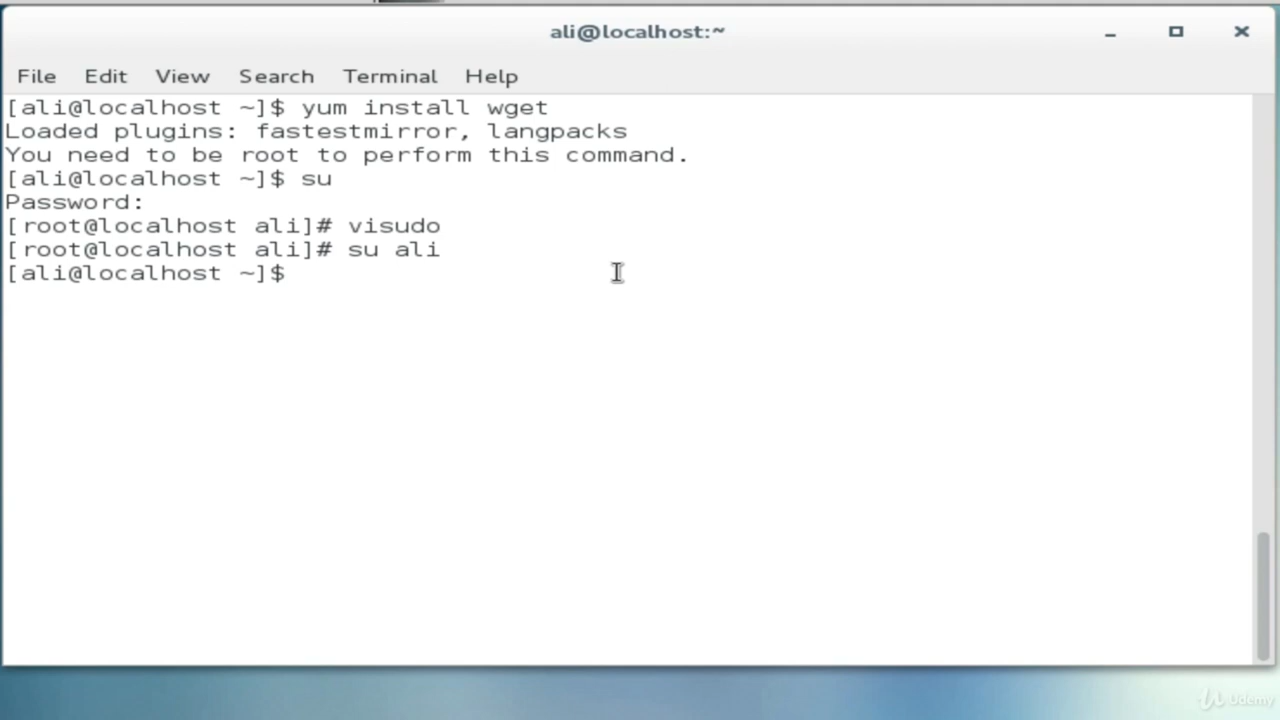 ali@localhost:~
File Edit View Search Terminal Help
[ali@localhost ~]$ yum install wget
Loaded plugins: fastestmirror, langpacks
You need to be root to perform this command.
[ali@localhost ~]$ su
Password:
[root@localhost ali]# visudo
[root@localhost ali]# su ali
[ali@localhost ~]$
Udemy